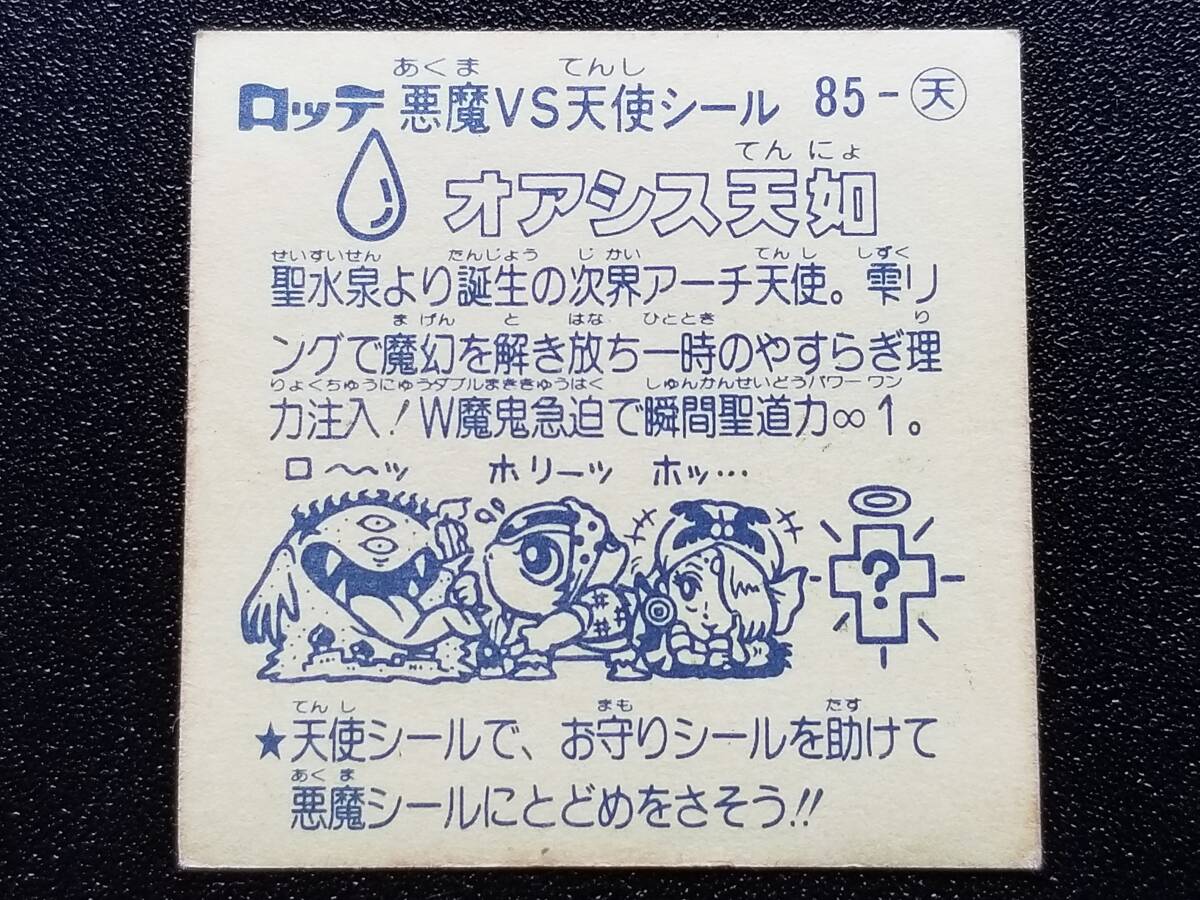 あくま てんし
ロッテ 悪魔VS天使シール 85-天
てんにょ
オアシス天如
せいすいせん たんじょう じかい てんし しずく
聖水泉より誕生の次界アーチ天使。雫リ
まげん と はな ひととき り
ングで魔幻を解き放ち一時のやすらぎ理
りょくちゅうにゅうダブルまききゅうはく しゅんかんせいどうパワーワン
力注入!W魔鬼急迫で瞬間聖道力∞1。
ロ〜〜ッ ホリーッ ホッ…
?
てんし まも たす
★天使シールで、お守りシールを助けて
あくま
悪魔シールにとどめをさそう!!